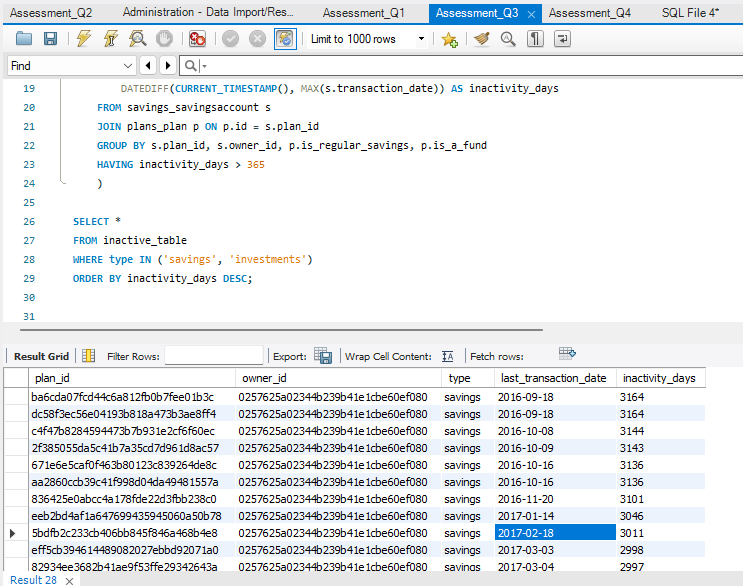 Assessment_Q2 Administration - Data Import/Res... Assessment_Q1 Assessment_Q3 Assessment_Q4 SQL File 4*
Limit to 1000 rows
Find
19 DATEDIFF(CURRENT_TIMESTAMP(), MAX(s.transaction_date)) AS inactivity_days
20 FROM savings_savingsaccount s
21 JOIN plans_plan p ON p.id = s.plan_id
22 GROUP BY s.plan_id, s.owner_id, p.is_regular_savings, p.is_a_fund
23 HAVING inactivity_days > 365
24 )
25
26 SELECT *
27 FROM inactive_table
28 WHERE type IN ('savings', 'investments')
29 ORDER BY inactivity_days DESC;
30
31
Result Grid Filter Rows: Export: Wrap Cell Content: Fetch rows:
plan_id owner_id type last_transaction_date inactivity_days
ba6cda07fcd44c6a812fb0b7fee01b3c 0257625a02344b239b41e1cbe60ef080 savings 2016-09-18 3164
dc58f3ec56e04193b818a473b3ae8ff4 0257625a02344b239b41e1cbe60ef080 savings 2016-09-18 3164
c4f47b8284594473b7b931e2cf6f60ec 0257625a02344b239b41e1cbe60ef080 savings 2016-10-08 3144
2f385055da5c41b7a35cd7d961d8ac57 0257625a02344b239b41e1cbe60ef080 savings 2016-10-09 3143
671e6e5caf0f463b80123c839264de8c 0257625a02344b239b41e1cbe60ef080 savings 2016-10-16 3136
aa2860ccb39c41f998d04da49481557a 0257625a02344b239b41e1cbe60ef080 savings 2016-10-16 3136
836425e0abcc4a178fde22d3fbb238c0 0257625a02344b239b41e1cbe60ef080 savings 2016-11-20 3101
eeb2bd4af1a647699435945060a50b78 0257625a02344b239b41e1cbe60ef080 savings 2017-01-14 3046
5bdfb2c233cb406bb845f846a468b4e8 0257625a02344b239b41e1cbe60ef080 savings 2017-02-18 3011
eff5cb394614489082027ebbd92071a0 0257625a02344b239b41e1cbe60ef080 savings 2017-03-03 2998
82934ee3682b41ae9f53ffe29342643a 0257625a02344b239b41e1cbe60ef080 savings 2017-03-04 2997
Result 28